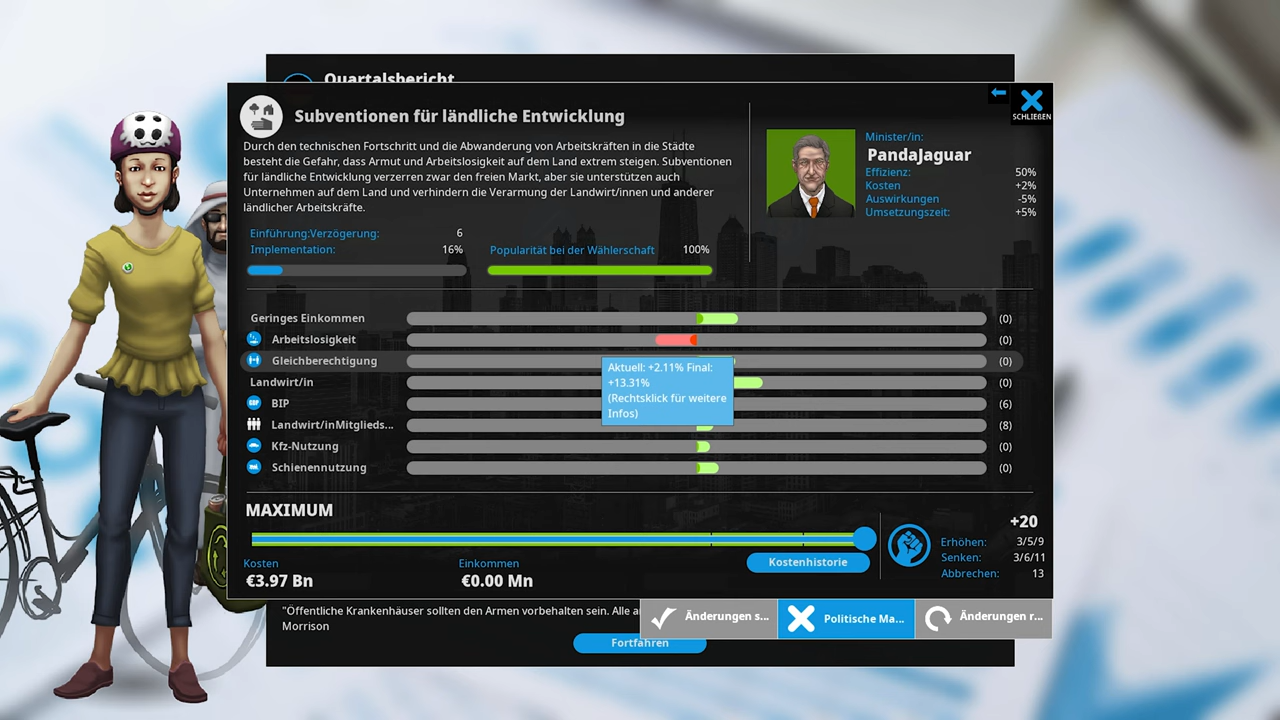 Quartalsbericht
SCHLIEẞEN
Subventionen für ländliche Entwicklung
Durch den technischen Fortschritt und die Abwanderung von Arbeitskräften in die Städte
besteht die Gefahr, dass Armut und Arbeitslosigkeit auf dem Land extrem steigen. Subventionen
für ländliche Entwicklung verzerren zwar den freien Markt, aber sie unterstützen auch
Unternehmen auf dem Land und verhindern die Verarmung der Landwirt/innen und anderer
ländlicher Arbeitskräfte.
Minister/in:
PandaJaguar
Effizienz: 50%
Kosten +2%
Auswirkungen -5%
Umsetzungszeit: +5%
Einführung:Verzögerung: 6
Implementation: 16%
Popularität bei der Wählerschaft 100%
Geringes Einkommen (0)
Arbeitslosigkeit (0)
Gleichberechtigung (0)
Landwirt/in (0)
GDP BIP (6)
Landwirt/inMitglieds... (8)
Kfz-Nutzung (0)
Schienennutzung (0)
Aktuell: +2.11% Final:
+13.31%
(Rechtsklick für weitere
Infos)
MAXIMUM
Kosten
€3.97 Bn
Einkommen
€0.00 Mn
Kostenhistorie
+20
Erhöhen: 3/5/9
Senken: 3/6/11
Abbrechen: 13
"Öffentliche Krankenhäuser sollten den Armen vorbehalten sein. Alle a
Morrison
Änderungen s...
Politische Ma...
Änderungen r...
Fortfahren